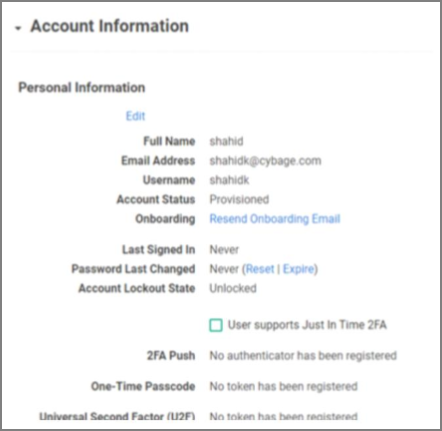 Account Information
Personal Information
Edit
Full Name shahid
Email Address shahidk@cybage.com
Username shahidk
Account Status Provisioned
Onboarding Resend Onboarding Email
Last Signed In Never
Password Last Changed Never (Reset | Expire)
Account Lockout State Unlocked
User supports Just In Time 2FA
2FA Push No authenticator has been registered
One-Time Passcode No token has been registered
Universal Second Factor (U2F) No token has been registered